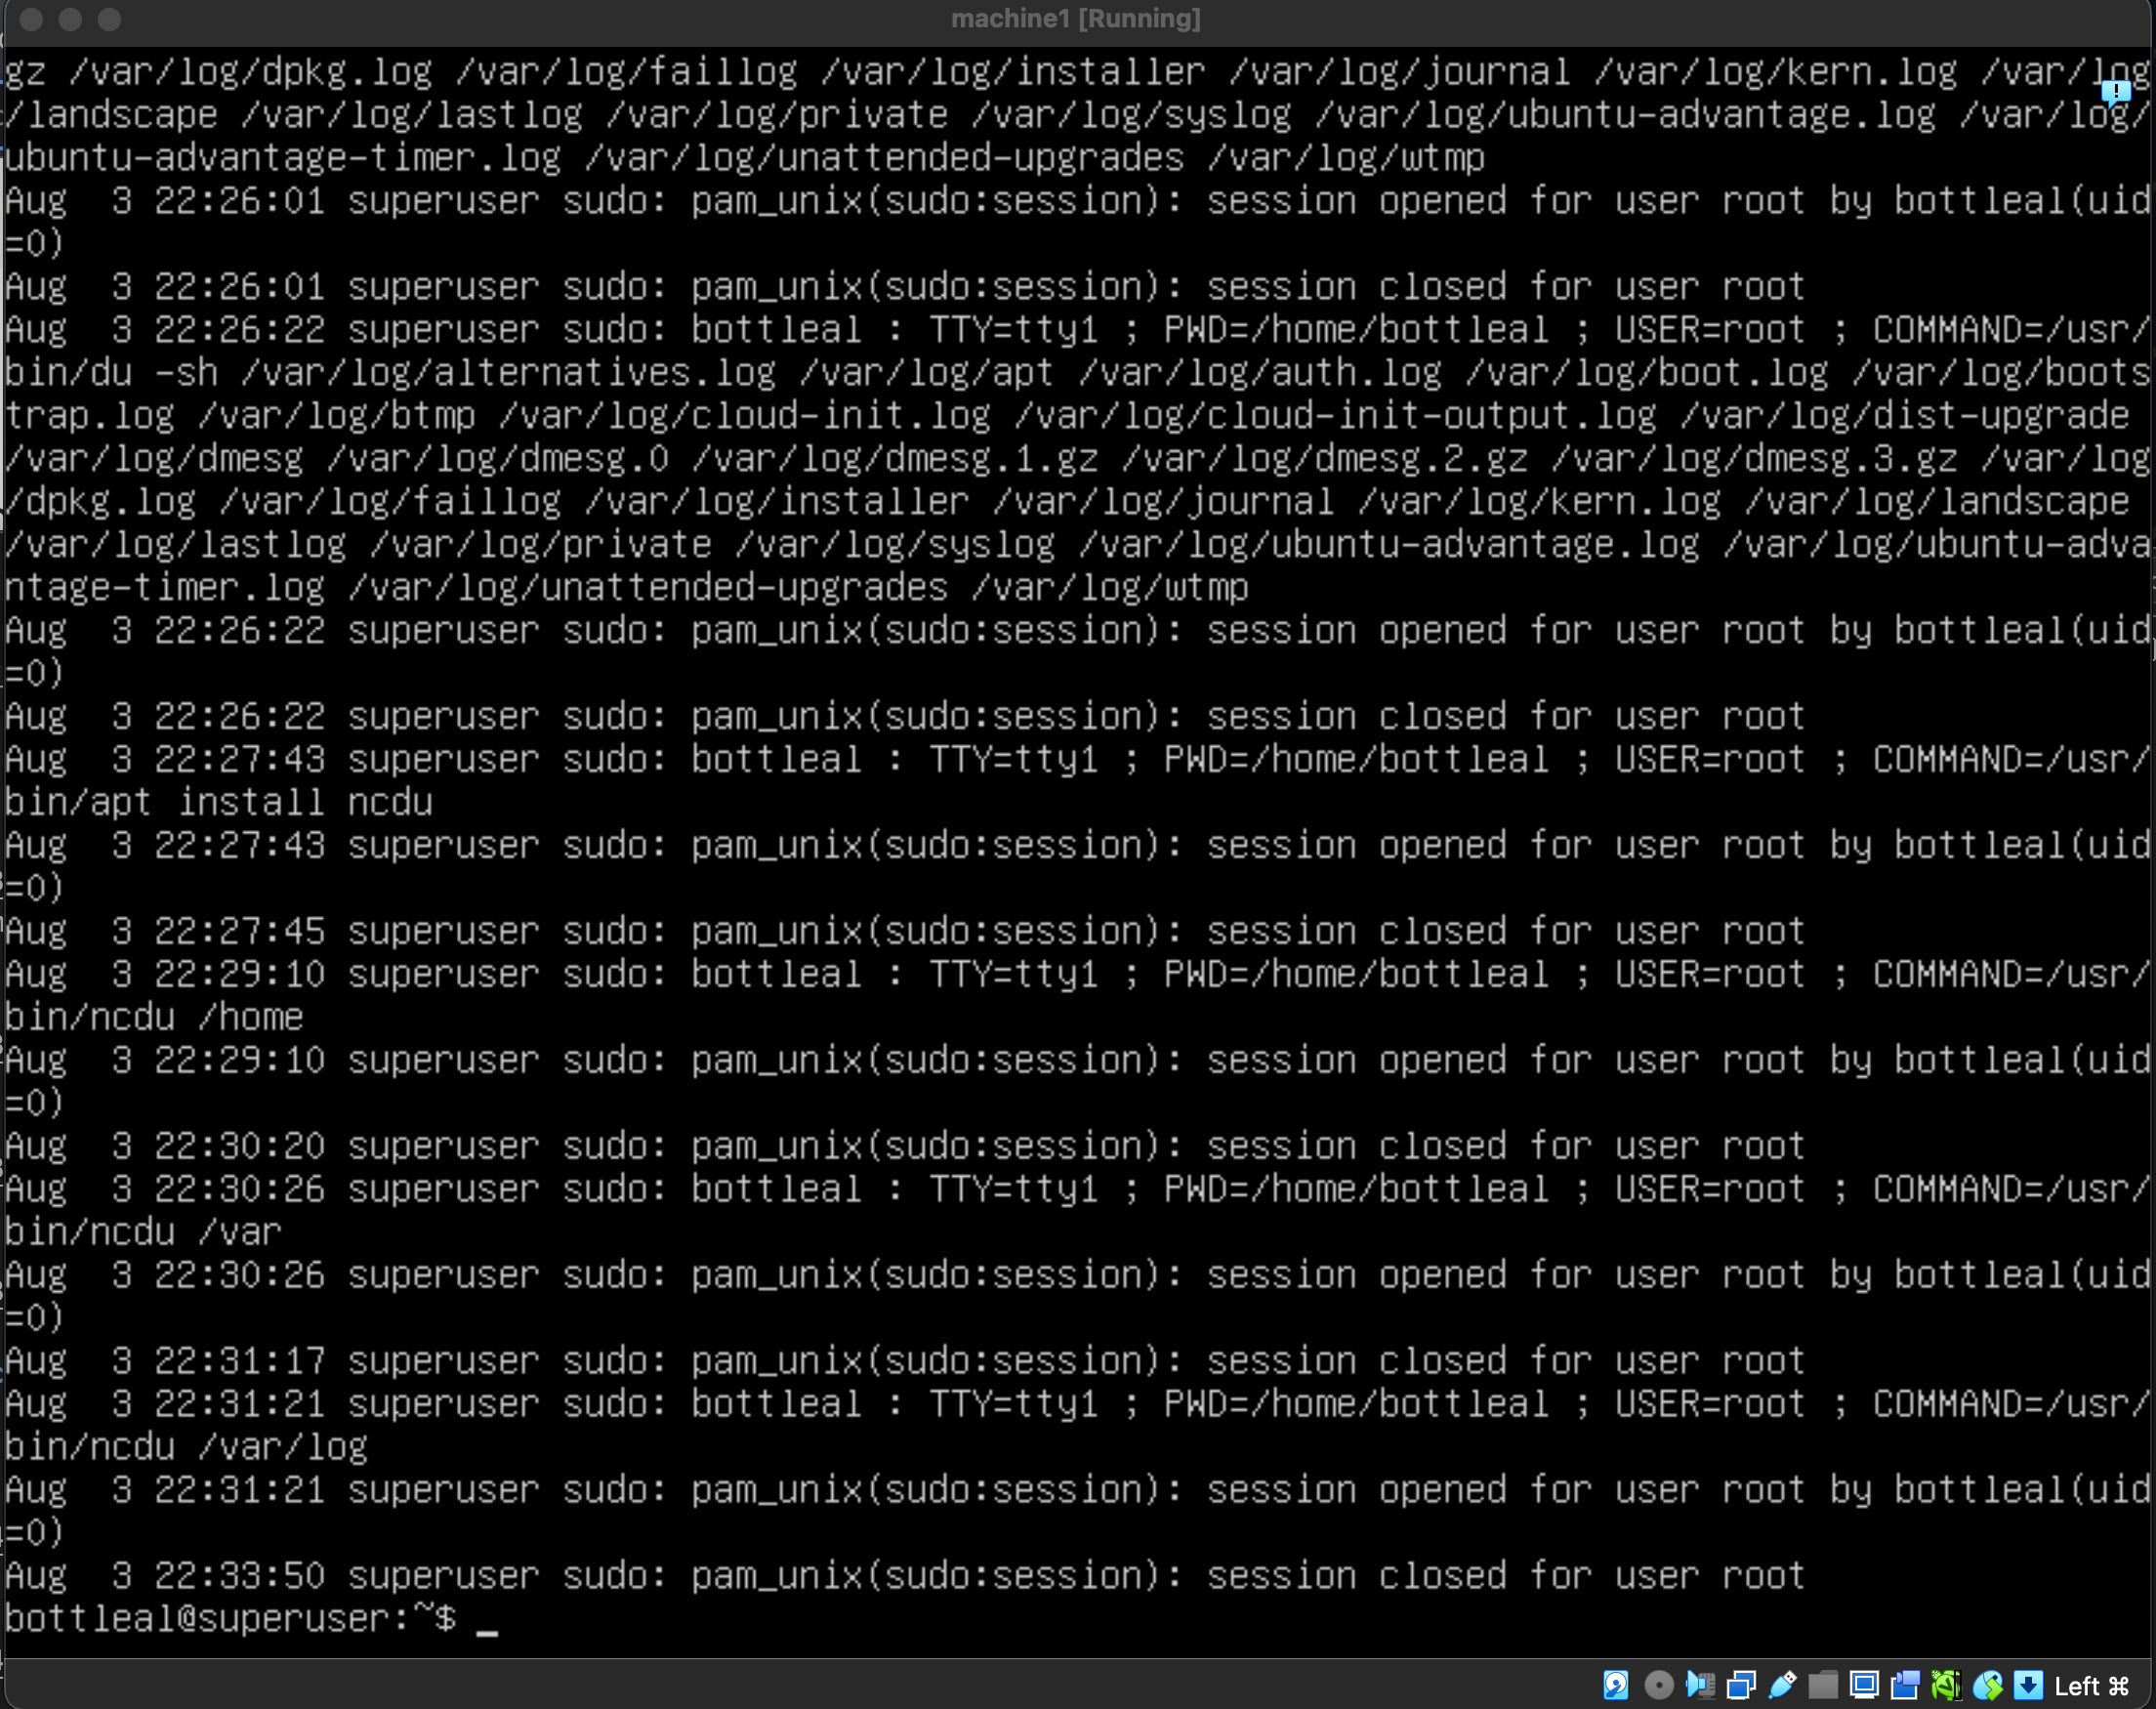 machine1 [Running]
gz /var/log/dpkg.log /var/log/faillog /var/log/installer /var/log/journal /var/log/kern.log /var/log
/landscape /var/log/lastlog /var/log/private /var/log/syslog /var/log/ubuntu-advantage.log /var/log/
ubuntu-advantage-timer.log /var/log/unattended-upgrades /var/log/wtmp
Aug  3 22:26:01 superuser sudo: pam_unix(sudo:session): session opened for user root by bottleal(uid
=0)
Aug  3 22:26:01 superuser sudo: pam_unix(sudo:session): session closed for user root
Aug  3 22:26:22 superuser sudo: bottleal : TTY=tty1 ; PWD=/home/bottleal ; USER=root ; COMMAND=/usr/
bin/du -sh /var/log/alternatives.log /var/log/apt /var/log/auth.log /var/log/boot.log /var/log/boots
trap.log /var/log/btmp /var/log/cloud-init.log /var/log/cloud-init-output.log /var/log/dist-upgrade
/var/log/dmesg /var/log/dmesg.0 /var/log/dmesg.1.gz /var/log/dmesg.2.gz /var/log/dmesg.3.gz /var/log
/dpkg.log /var/log/faillog /var/log/installer /var/log/journal /var/log/kern.log /var/log/landscape
/var/log/lastlog /var/log/private /var/log/syslog /var/log/ubuntu-advantage.log /var/log/ubuntu-adva
ntage-timer.log /var/log/unattended-upgrades /var/log/wtmp
Aug  3 22:26:22 superuser sudo: pam_unix(sudo:session): session opened for user root by bottleal(uid
=0)
Aug  3 22:26:22 superuser sudo: pam_unix(sudo:session): session closed for user root
Aug  3 22:27:43 superuser sudo: bottleal : TTY=tty1 ; PWD=/home/bottleal ; USER=root ; COMMAND=/usr/
bin/apt install ncdu
Aug  3 22:27:43 superuser sudo: pam_unix(sudo:session): session opened for user root by bottleal(uid
=0)
Aug  3 22:27:45 superuser sudo: pam_unix(sudo:session): session closed for user root
Aug  3 22:29:10 superuser sudo: bottleal : TTY=tty1 ; PWD=/home/bottleal ; USER=root ; COMMAND=/usr/
bin/ncdu /home
Aug  3 22:29:10 superuser sudo: pam_unix(sudo:session): session opened for user root by bottleal(uid
=0)
Aug  3 22:30:20 superuser sudo: pam_unix(sudo:session): session closed for user root
Aug  3 22:30:26 superuser sudo: bottleal : TTY=tty1 ; PWD=/home/bottleal ; USER=root ; COMMAND=/usr/
bin/ncdu /var
Aug  3 22:30:26 superuser sudo: pam_unix(sudo:session): session opened for user root by bottleal(uid
=0)
Aug  3 22:31:17 superuser sudo: pam_unix(sudo:session): session closed for user root
Aug  3 22:31:21 superuser sudo: bottleal : TTY=tty1 ; PWD=/home/bottleal ; USER=root ; COMMAND=/usr/
bin/ncdu /var/log
Aug  3 22:31:21 superuser sudo: pam_unix(sudo:session): session opened for user root by bottleal(uid
=0)
Aug  3 22:33:50 superuser sudo: pam_unix(sudo:session): session closed for user root
bottleal@superuser:~$ _
Left ⌘